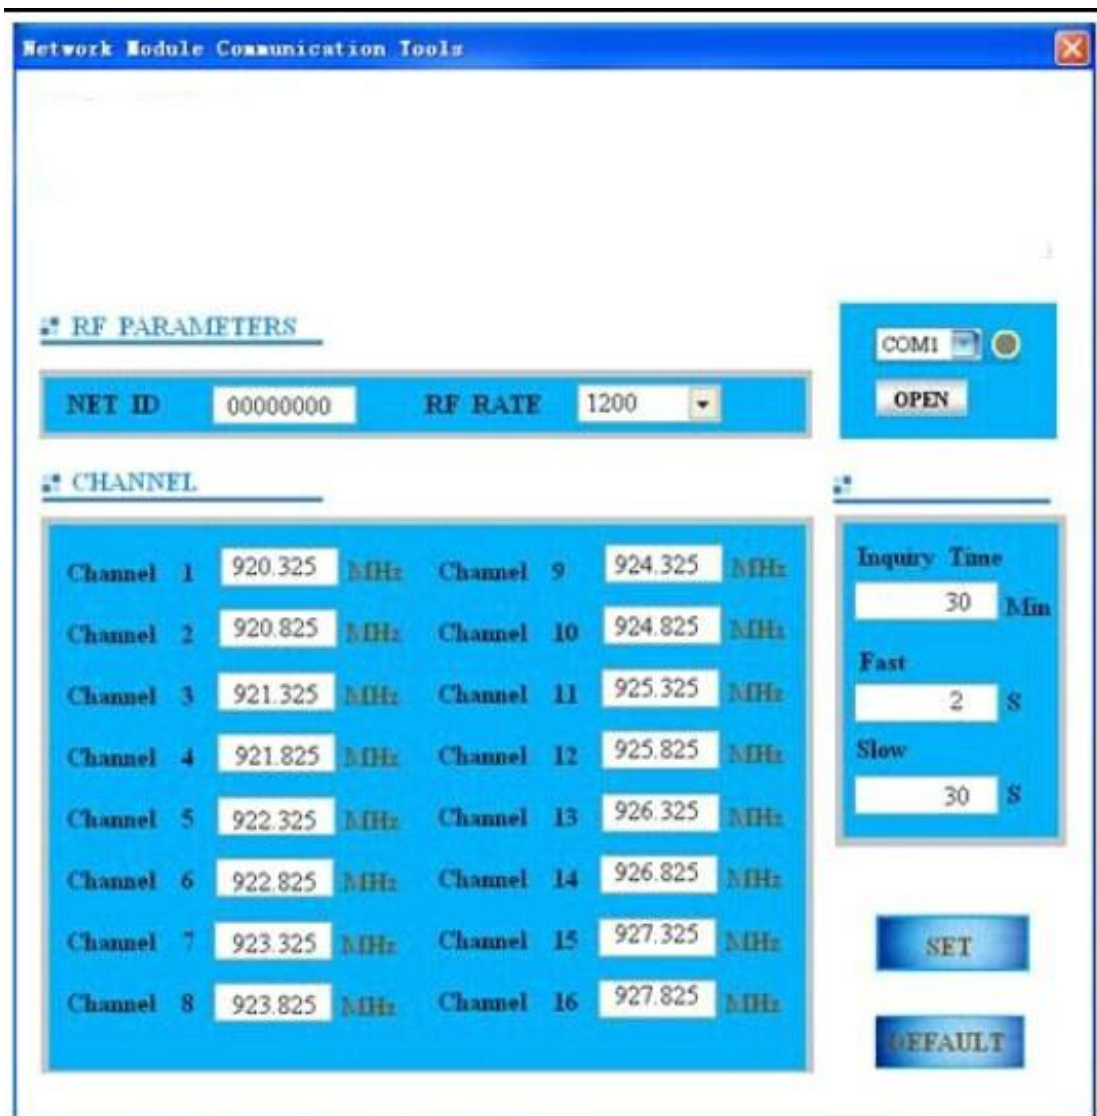 Network Module Communication Tools
RF PARAMETERS
NET ID 00000000 RF RATE 1200
COM1
OPEN
CHANNEL
Channel 1 920.325 MHz Channel 9 924.325 MHz
Channel 2 920.825 MHz Channel 10 924.825 MHz
Channel 3 921.325 MHz Channel 11 925.325 MHz
Channel 4 921.825 MHz Channel 12 925.825 MHz
Channel 5 922.325 MHz Channel 13 926.325 MHz
Channel 6 922.825 MHz Channel 14 926.825 MHz
Channel 7 923.325 MHz Channel 15 927.325 MHz
Channel 8 923.825 MHz Channel 16 927.825 MHz
Inquiry Time
30 Min
Fast
2 S
Slow
30 S
SET
DEFAULT